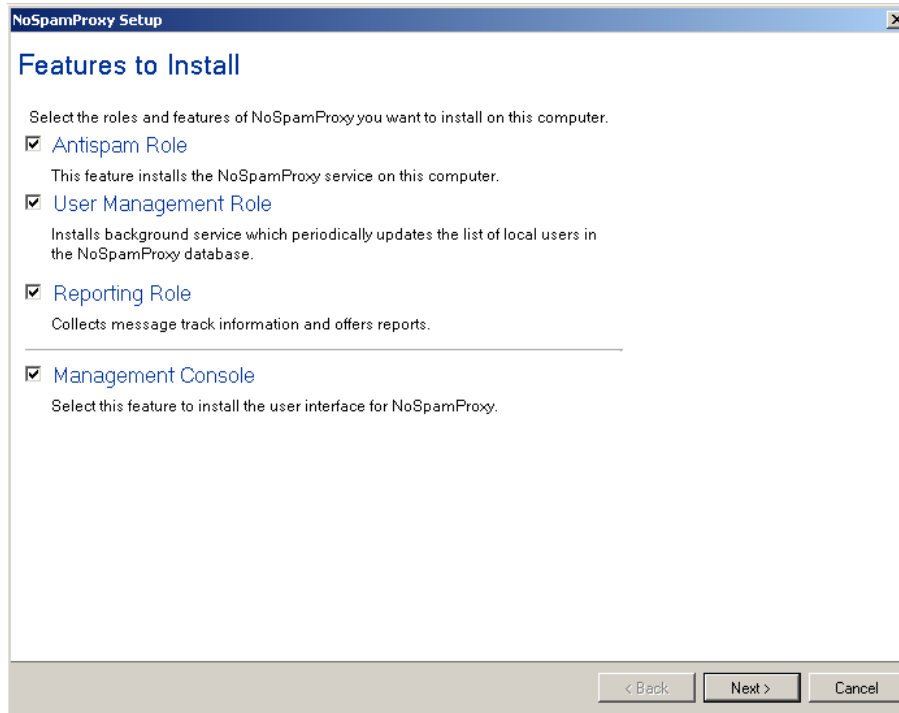 NoSpamProxy Setup
Features to Install
Select the roles and features of NoSpamProxy you want to install on this computer.
Antispam Role
This feature installs the NoSpamProxy service on this computer.
User Management Role
Installs background service which periodically updates the list of local users in
the NoSpamProxy database.
Reporting Role
Collects message track information and offers reports.
Management Console
Select this feature to install the user interface for NoSpamProxy.
< Back Next > Cancel